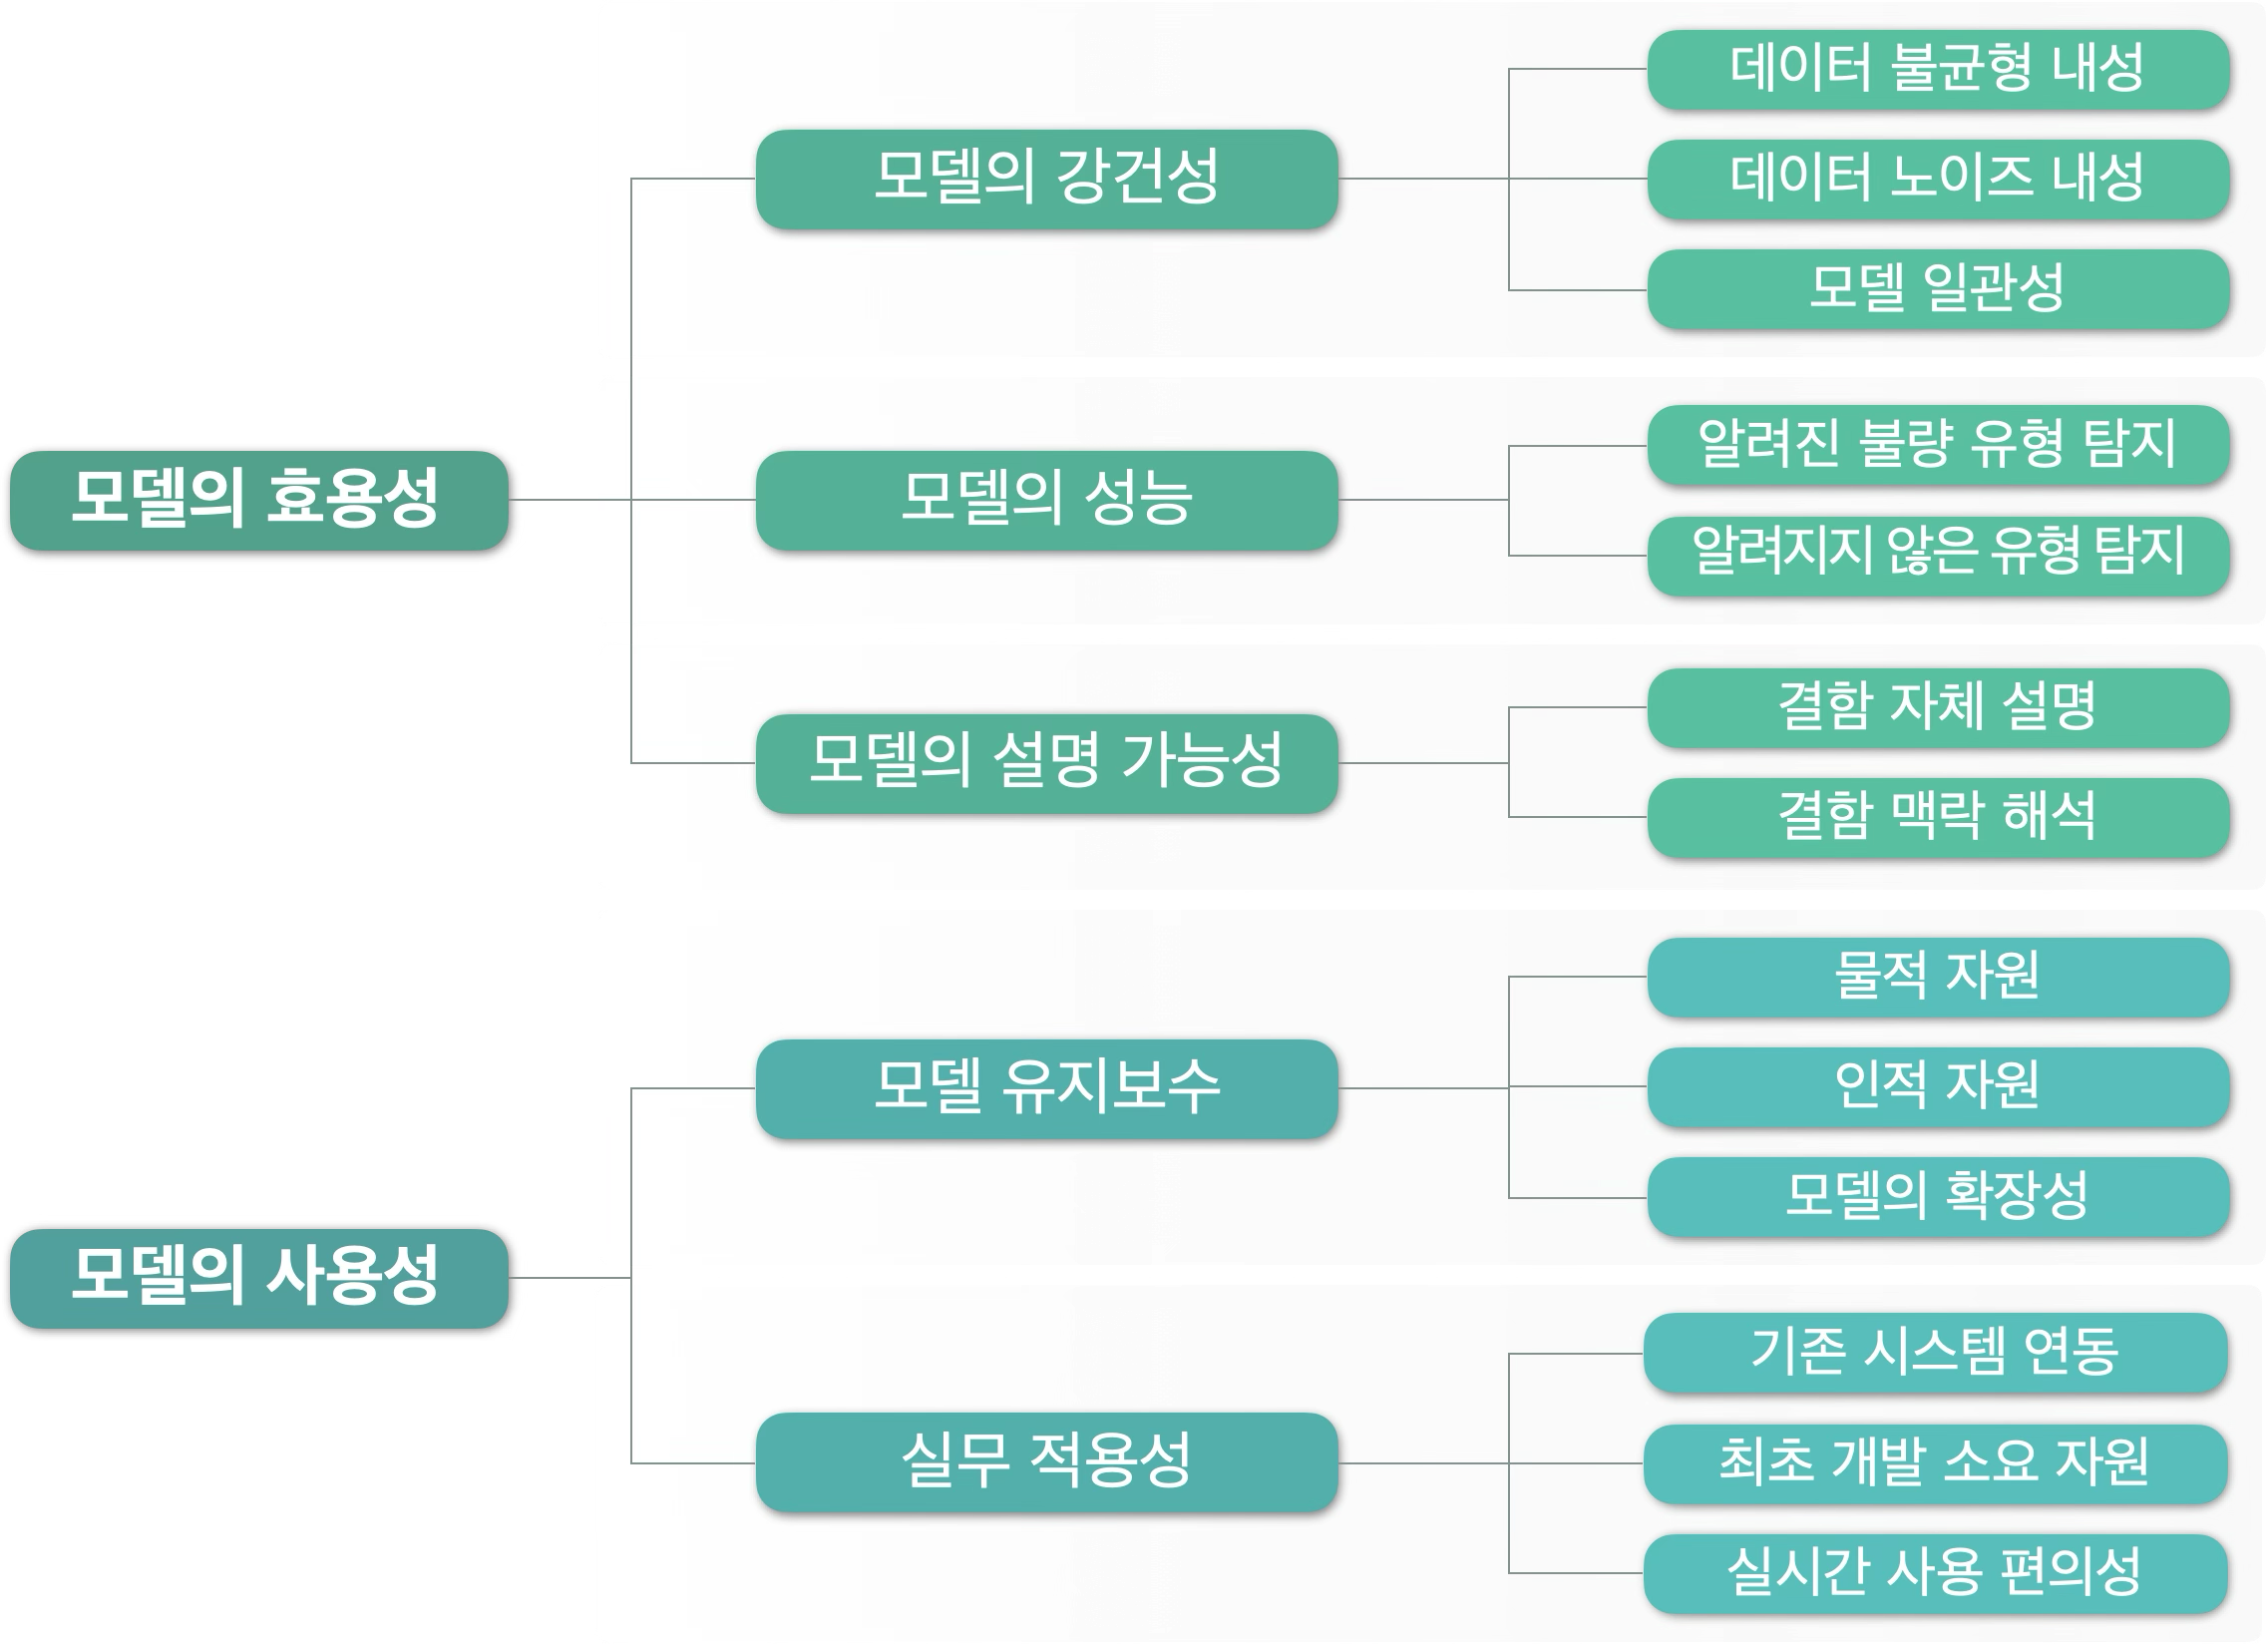 모델의 효용성
모델의 강건성
데이터 불균형 내성
데이터 노이즈 내성
모델 일관성
모델의 성능
알려진 불량 유형 탐지
알려지지 않은 유형 탐지
모델의 설명 가능성
결함 자체 설명
결함 맥락 해석
모델의 사용성
모델 유지보수
물적 자원
인적 자원
모델의 확장성
실무 적용성
기존 시스템 연동
최초 개발 소요 자원
실시간 사용 편의성